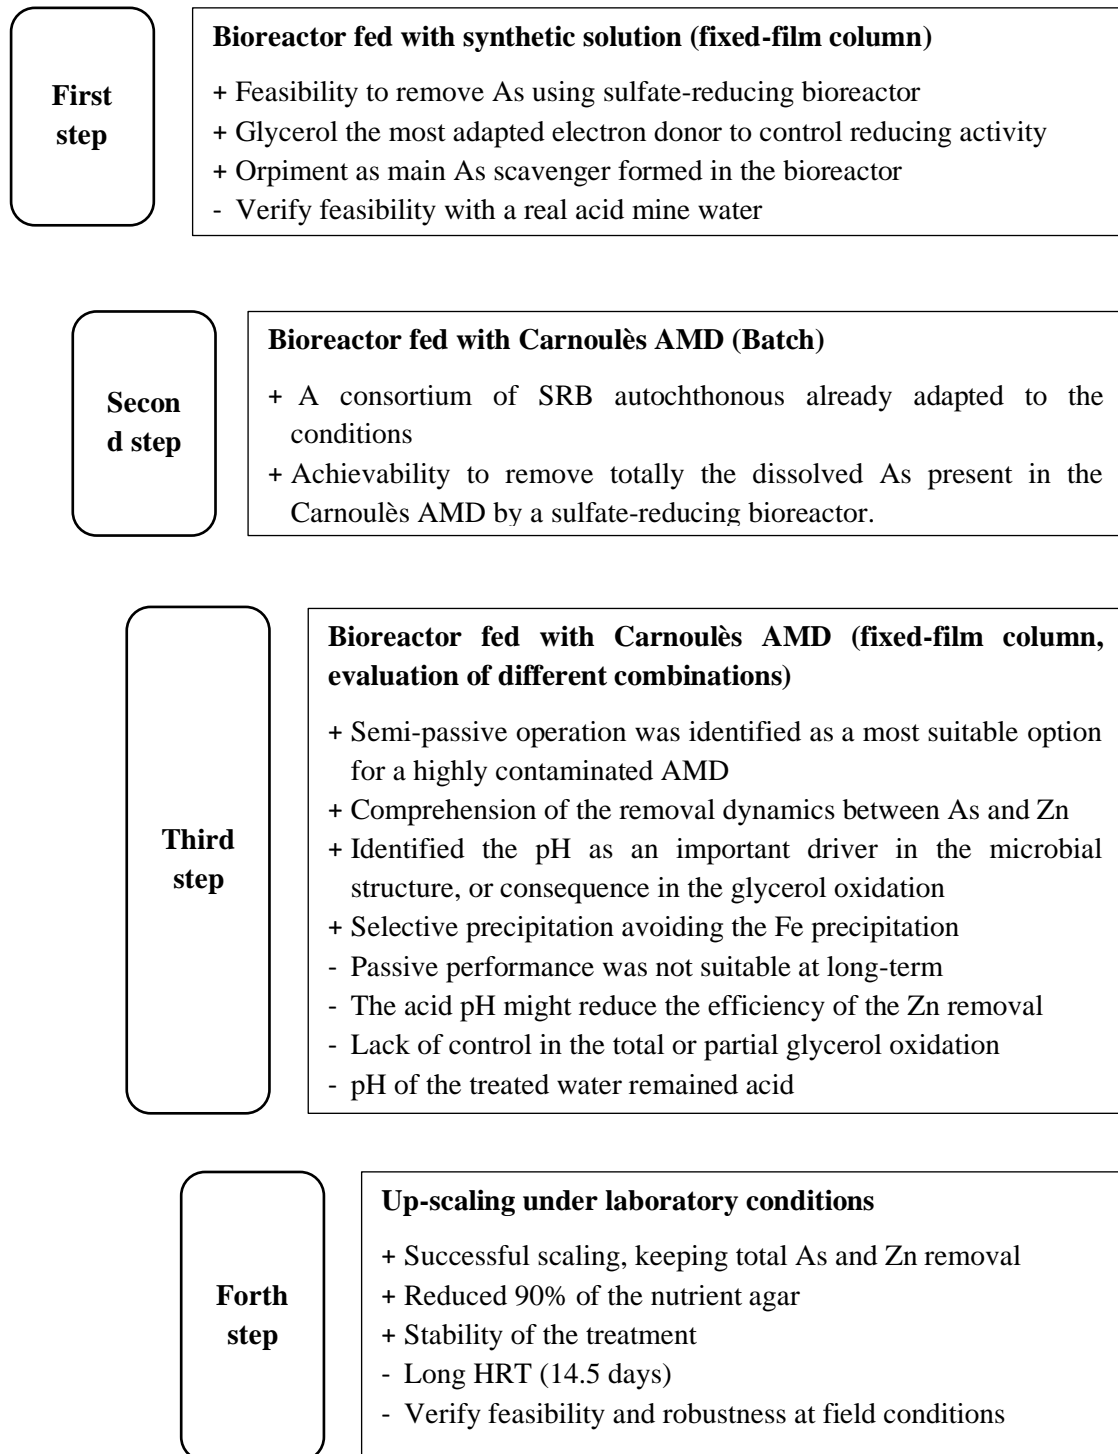 First
step
Bioreactor fed with synthetic solution (fixed-film column)
+ Feasibility to remove As using sulfate-reducing bioreactor
+ Glycerol the most adapted electron donor to control reducing activity
+ Orpiment as main As scavenger formed in the bioreactor
- Verify feasibility with a real acid mine water
Secon
d step
Bioreactor fed with Carnoulès AMD (Batch)
+ A consortium of SRB autochthonous already adapted to the
conditions
+ Achievability to remove totally the dissolved As present in the
Carnoulès AMD by a sulfate-reducing bioreactor.
Third
step
Bioreactor fed with Carnoulès AMD (fixed-film column,
evaluation of different combinations)
+ Semi-passive operation was identified as a most suitable option
for a highly contaminated AMD
+ Comprehension of the removal dynamics between As and Zn
+ Identified the pH as an important driver in the microbial
structure, or consequence in the glycerol oxidation
+ Selective precipitation avoiding the Fe precipitation
- Passive performance was not suitable at long-term
- The acid pH might reduce the efficiency of the Zn removal
- Lack of control in the total or partial glycerol oxidation
- pH of the treated water remained acid
Forth
step
Up-scaling under laboratory conditions
+ Successful scaling, keeping total As and Zn removal
+ Reduced 90% of the nutrient agar
+ Stability of the treatment
- Long HRT (14.5 days)
- Verify feasibility and robustness at field conditions